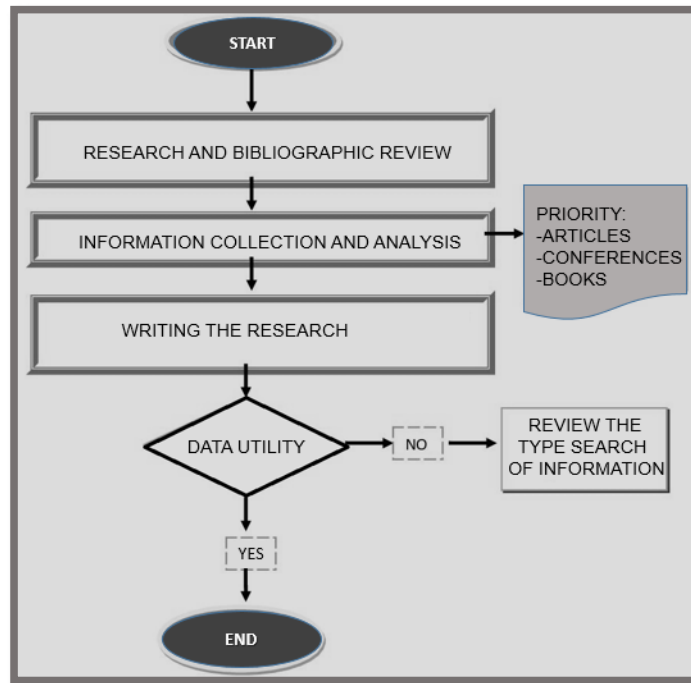 START
RESEARCH AND BIBLIOGRAPHIC REVIEW
INFORMATION COLLECTION AND ANALYSIS
PRIORITY:
-ARTICLES
-CONFERENCES
-BOOKS
WRITING THE RESEARCH
DATA UTILITY
NO
REVIEW THE
TYPE SEARCH
OF INFORMATION
YES
END